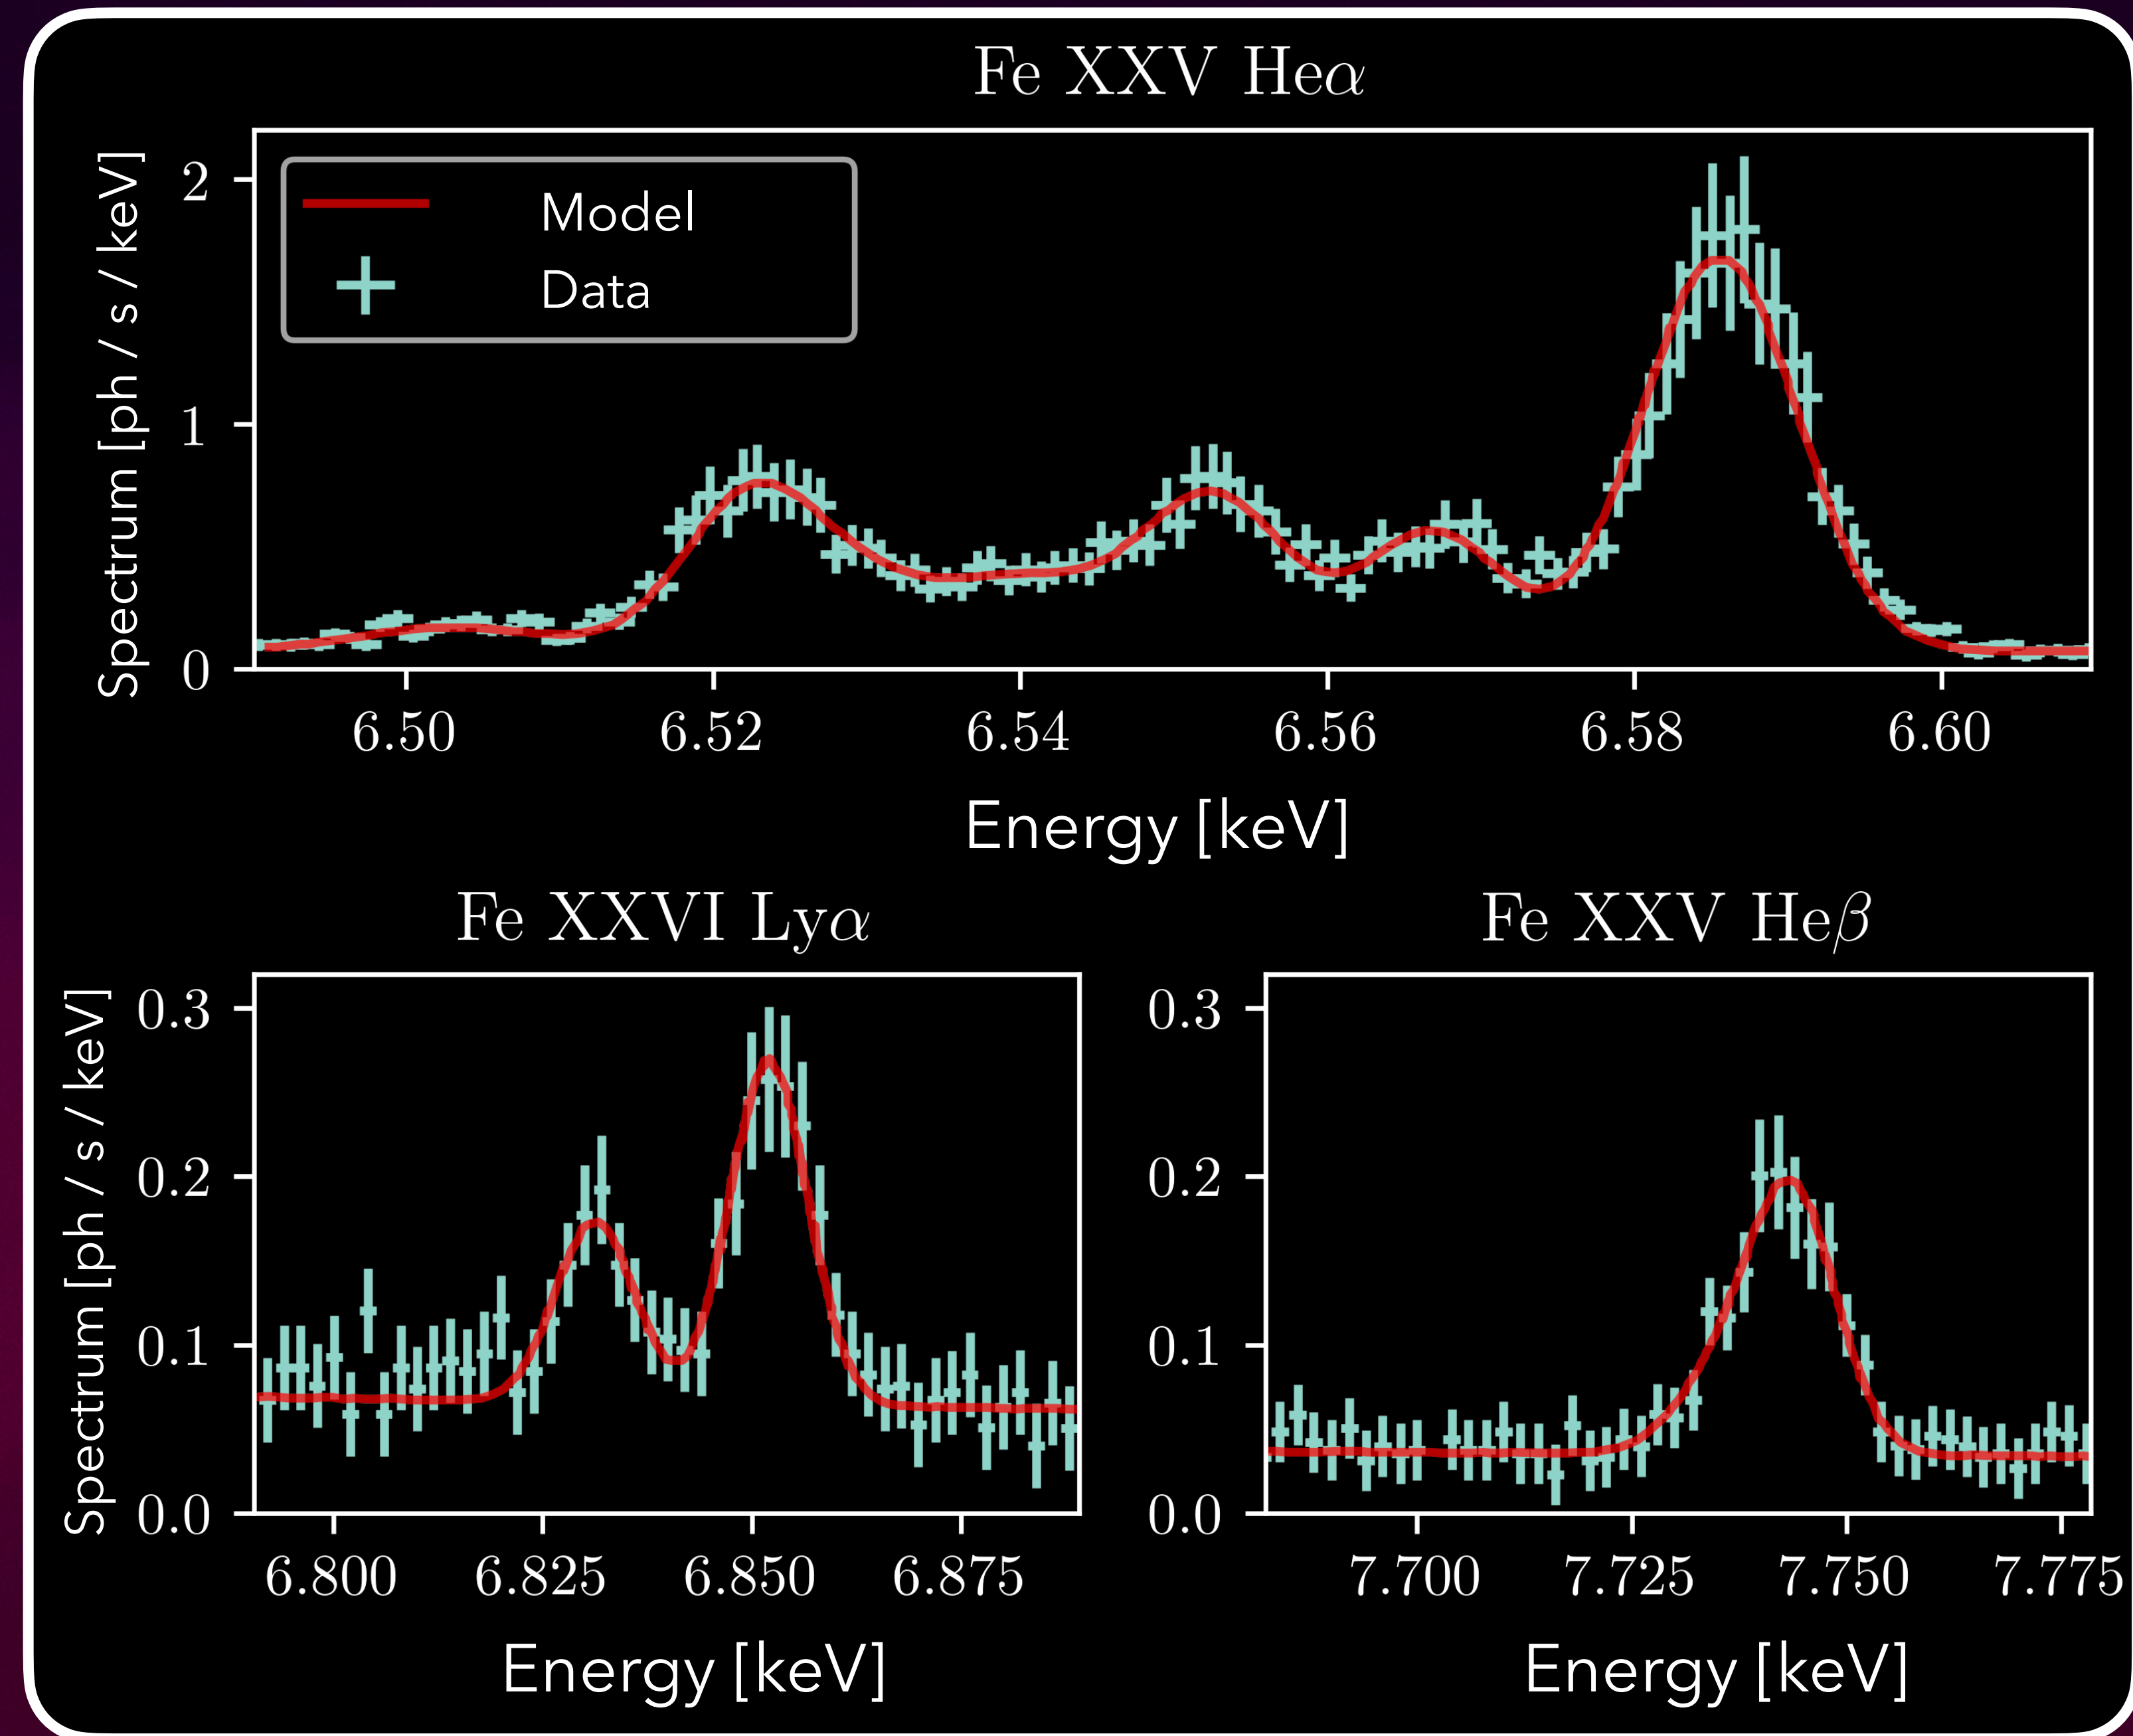 Fe XXV Heα
Spectrum [ph / s / keV]
2
1
0
Model
Data
6.50 6.52 6.54 6.56 6.58 6.60
Energy [keV]
Fe XXVI Lyα
Spectrum [ph / s / keV]
0.3
0.2
0.1
0.0
6.800 6.825 6.850 6.875
Energy [keV]
Fe XXV Heβ
0.3
0.2
0.1
0.0
7.700 7.725 7.750 7.775
Energy [keV]